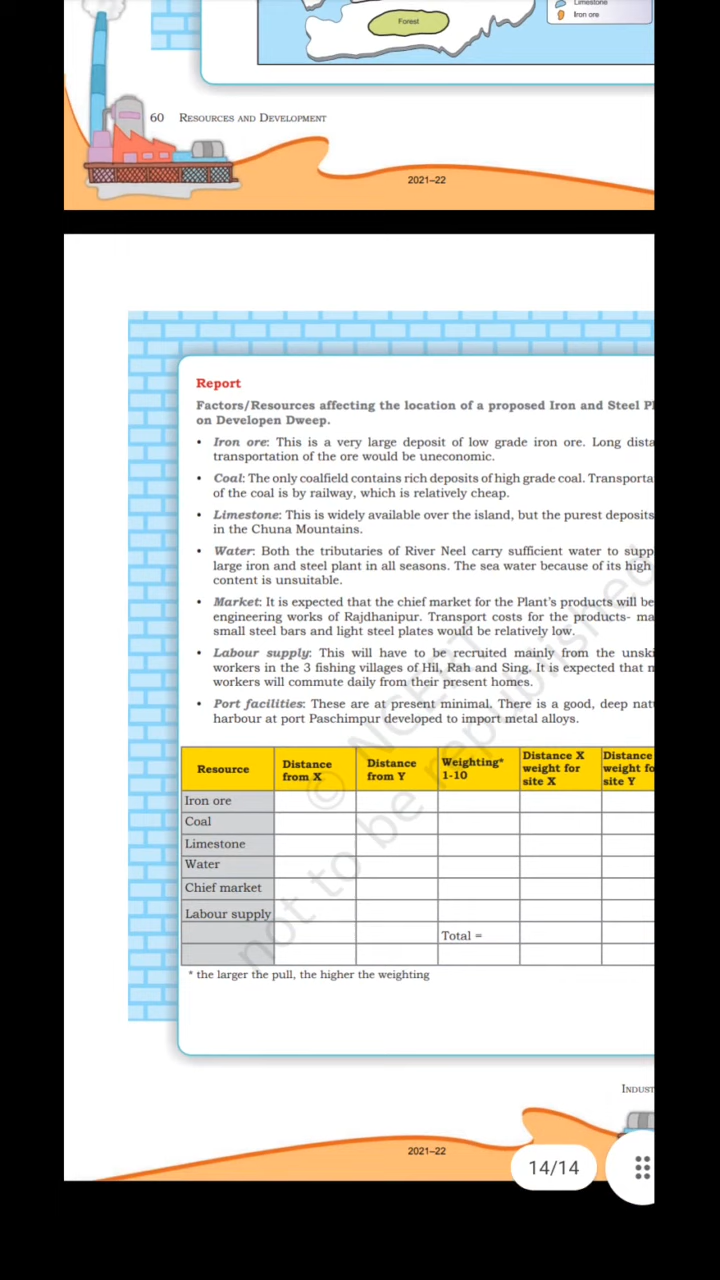 Forest
Limestone
Iron ore
60 RESOURCES AND DEVELOPMENT
2021–22
Report
Factors/Resources affecting the location of a proposed Iron and Steel Pl
on Developen Dweep.
• Iron ore: This is a very large deposit of low grade iron ore. Long dista
transportation of the ore would be uneconomic.
• Coal: The only coalfield contains rich deposits of high grade coal. Transporta
of the coal is by railway, which is relatively cheap.
• Limestone: This is widely available over the island, but the purest deposits
in the Chuna Mountains.
• Water: Both the tributaries of River Neel carry sufficient water to supp
large iron and steel plant in all seasons. The sea water because of its high
content is unsuitable.
• Market: It is expected that the chief market for the Plant's products will be
engineering works of Rajdhanipur. Transport costs for the products- ma
small steel bars and light steel plates would be relatively low.
• Labour supply: This will have to be recruited mainly from the unski
workers in the 3 fishing villages of Hil, Rah and Sing. It is expected that m
workers will commute daily from their present homes.
• Port facilities: These are at present minimal. There is a good, deep nat
harbour at port Paschimpur developed to import metal alloys.
Resource Distance from X Distance from Y Weighting* 1-10 Distance X weight for site X Distance weight fo site Y
Iron ore
Coal
Limestone
Water
Chief market
Labour supply
Total =
* the larger the pull, the higher the weighting
© NCERT
not to be republished
INDUST
2021–22
14/14